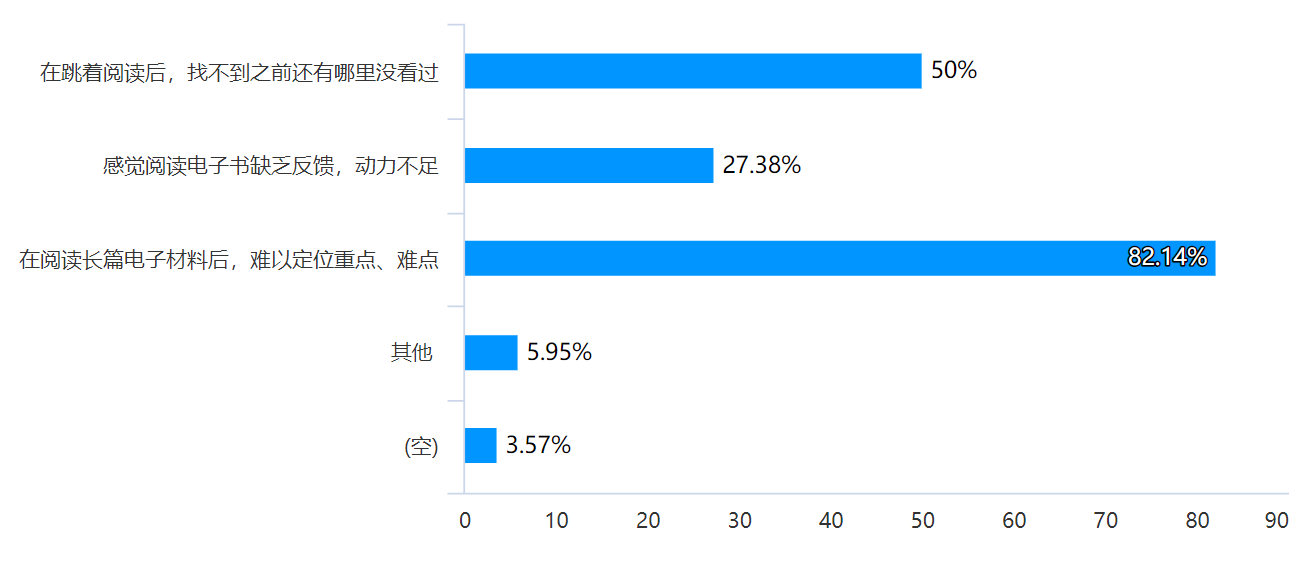 在跳着阅读后，找不到之前还有哪里没看过
50%
感觉阅读电子书缺乏反馈，动力不足
27.38%
在阅读长篇电子材料后，难以定位重点、难点
82.14%
其他
5.95%
(空)
3.57%
0 10 20 30 40 50 60 70 80 90